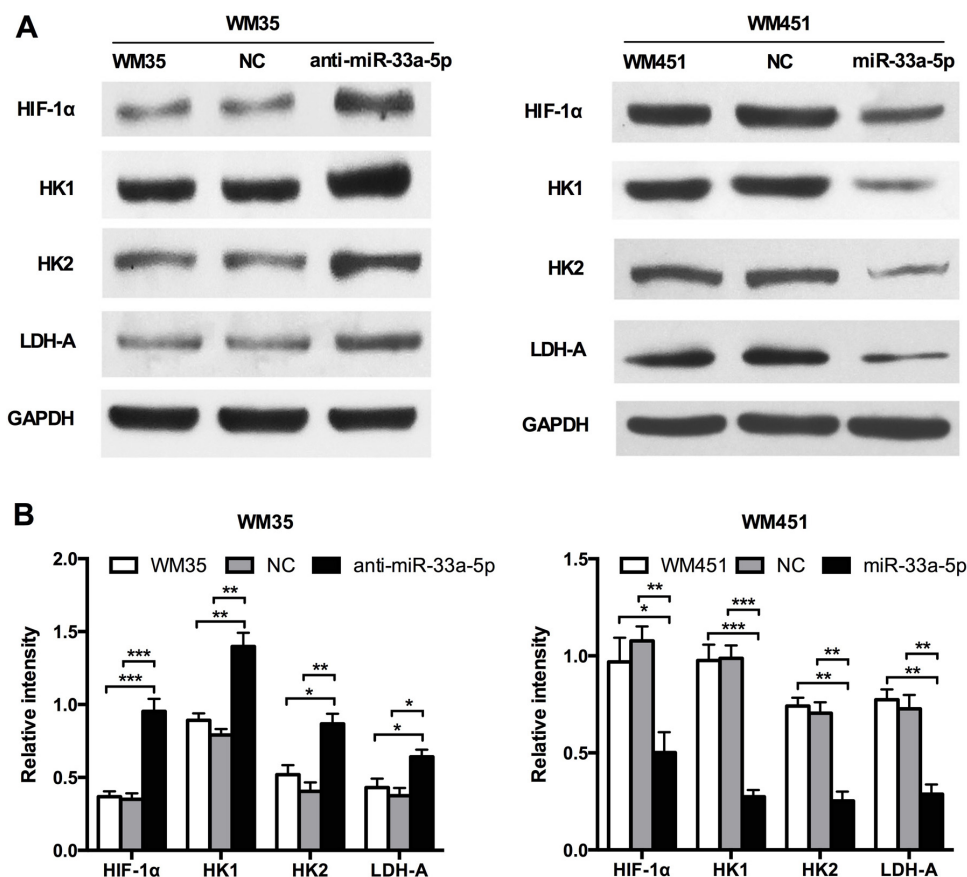 A
WM35
WM35 NC anti-miR-33a-5p
HIF-1α
HK1
HK2
LDH-A
GAPDH
WM451
WM451 NC miR-33a-5p
HIF-1α
HK1
HK2
LDH-A
GAPDH
B
WM35
WM35 NC anti-miR-33a-5p
Relative intensity
2.0
1.5
1.0
0.5
0.0
***
***
**
**
**
*
*
*
HIF-1α HK1 HK2 LDH-A
WM451
WM451 NC miR-33a-5p
Relative intensity
1.5
1.0
0.5
0.0
**
*
***
***
**
**
**
**
HIF-1α HK1 HK2 LDH-A